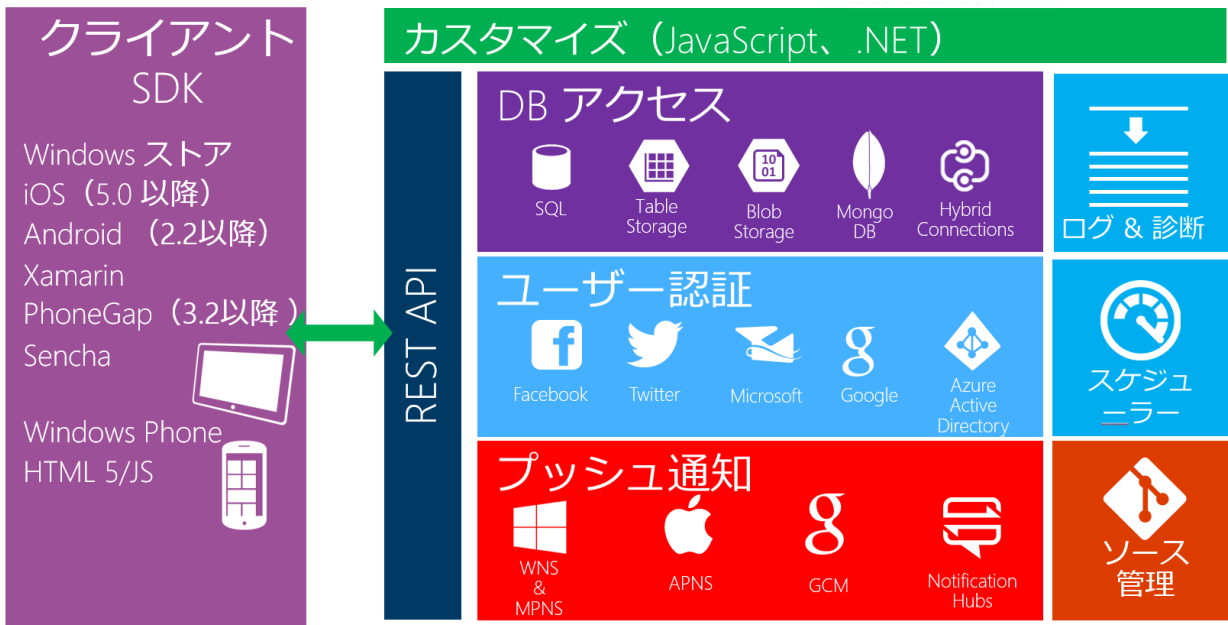 クライアント
SDK
Windows ストア
iOS（5.0 以降）
Android （2.2以降）
Xamarin
PhoneGap（3.2以降 ）
Sencha
Windows Phone
HTML 5/JS
カスタマイズ（JavaScript、.NET）
REST API
DB アクセス
SQL
Table
Storage
10
01
Blob
Storage
Mongo
DB
Hybrid
Connections
ユーザー認証
Facebook
Twitter
Microsoft
Google
Azure
Active
Directory
プッシュ通知
WNS
&
MPNS
APNS
GCM
Notification
Hubs
ログ & 診断
スケジュ
ーラー
ソース
管理